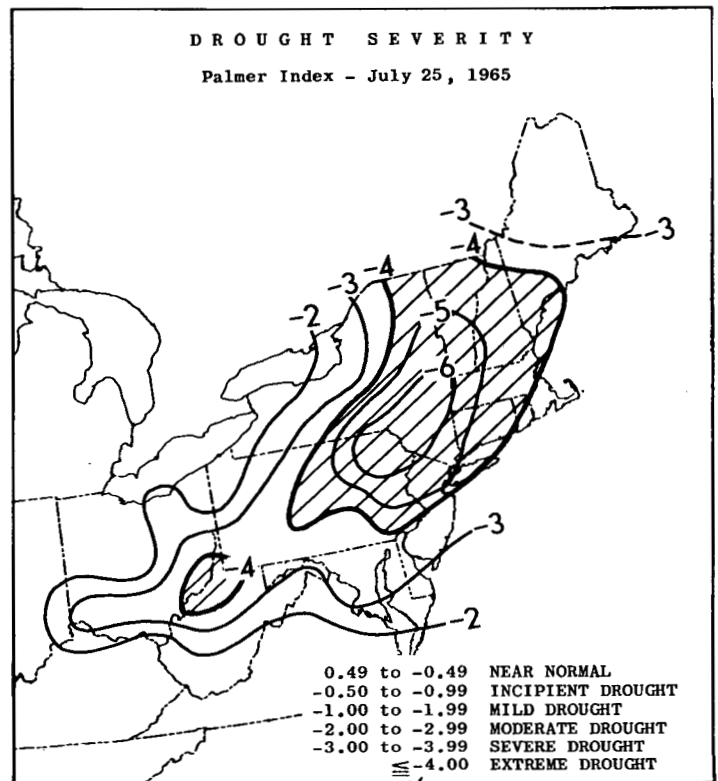 DROUGHT SEVERITY
Palmer Index - July 25, 1965
-3
-3
-4
-4
-3
-2
-5
6
-3
4
-2
0.49 to -0.49 NEAR NORMAL
-0.50 to -0.99 INCIPIENT DROUGHT
-1.00 to -1.99 MILD DROUGHT
-2.00 to -2.99 MODERATE DROUGHT
-3.00 to -3.99 SEVERE DROUGHT
≦-4.00 EXTREME DROUGHT